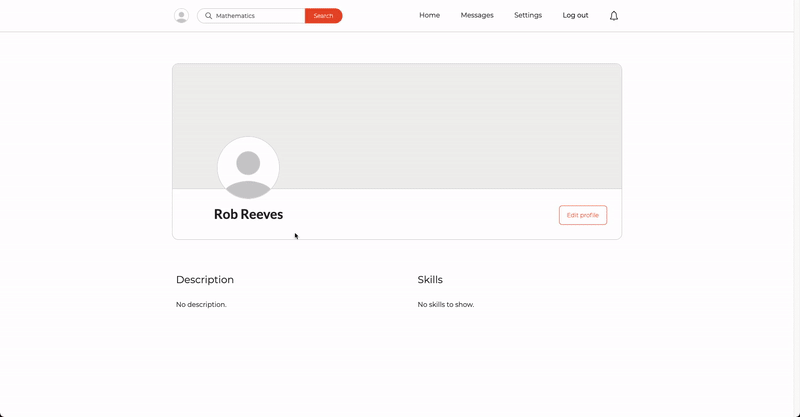 Mathematics Search Home Messages Settings Log out
Rob Reeves
Edit profile
Description
No description.
Skills
No skills to show.